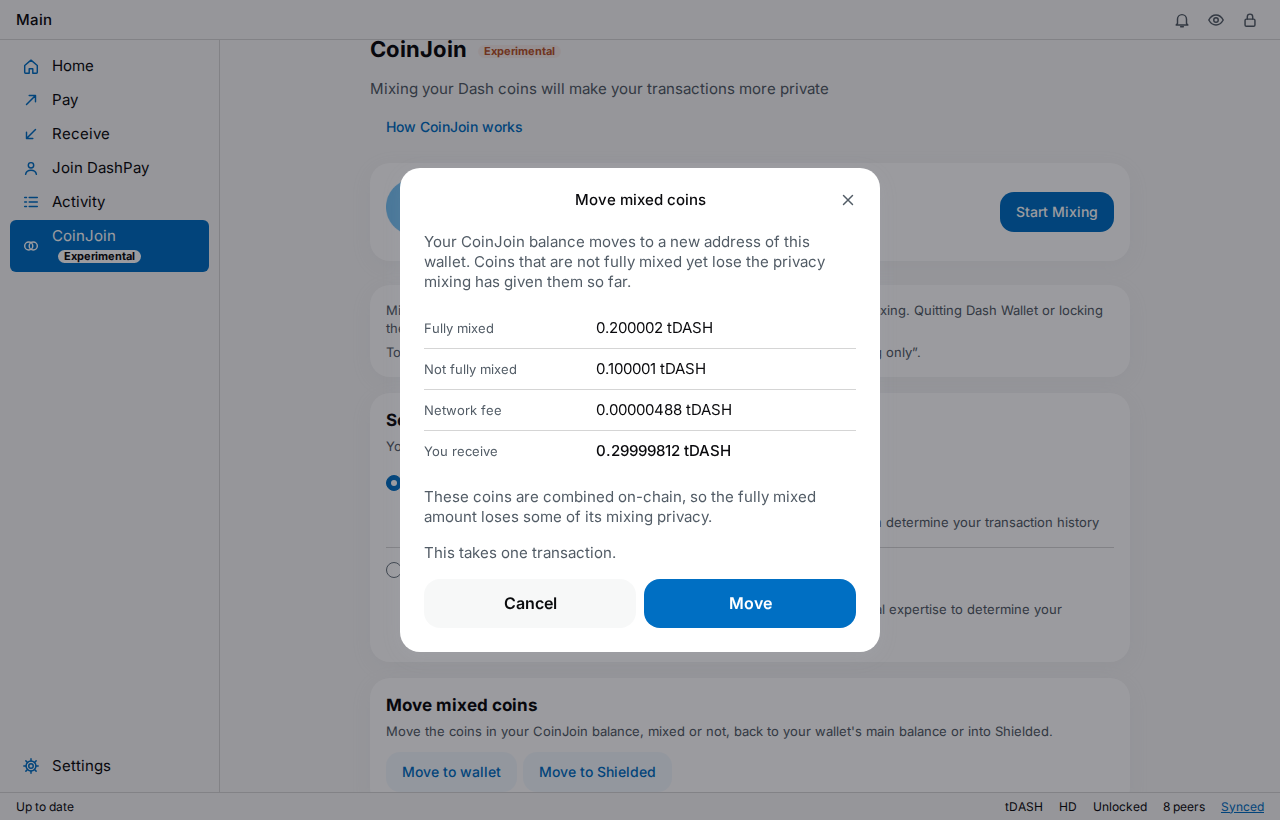 Main
Home
Pay
Receive
Join DashPay
Activity
CoinJoin
Experimental
Settings
CoinJoin Experimental
Mixing your Dash coins will make your transactions more private
How CoinJoin works
Start Mixing
xing. Quitting Dash Wallet or locking
only”.
determine your transaction history
expertise to determine your
Move mixed coins
Your CoinJoin balance moves to a new address of this
wallet. Coins that are not fully mixed yet lose the privacy
mixing has given them so far.
Fully mixed 0.200002 tDASH
Not fully mixed 0.100001 tDASH
Network fee 0.00000488 tDASH
You receive 0.29999812 tDASH
These coins are combined on-chain, so the fully mixed
amount loses some of its mixing privacy.
This takes one transaction.
Cancel Move
Move mixed coins
Move the coins in your CoinJoin balance, mixed or not, back to your wallet's main balance or into Shielded.
Move to wallet Move to Shielded
Up to date tDASH HD Unlocked 8 peers Synced